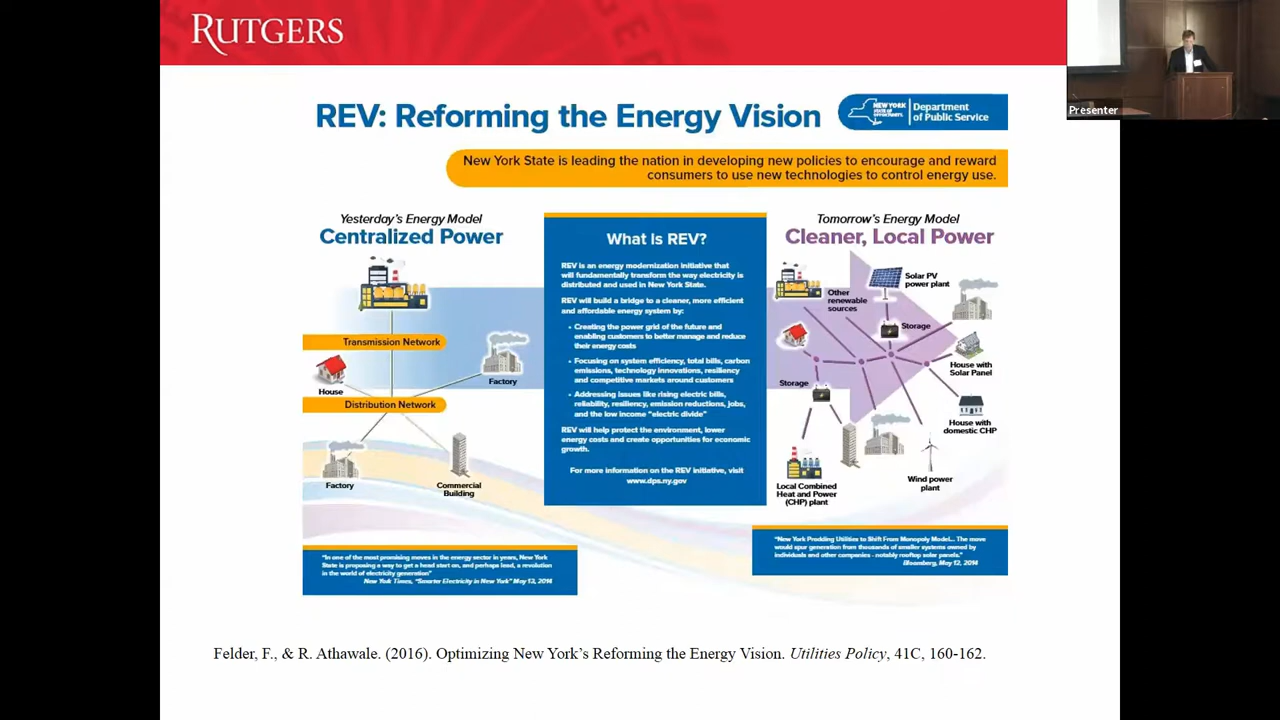 RUTGERS
Presenter
REV: Reforming the Energy Vision
NEW YORK
STATE OF
OPPORTUNITY.
Department
of Public Service
New York State is leading the nation in developing new policies to encourage and reward
consumers to use new technologies to control energy use.
Yesterday's Energy Model
Centralized Power
Transmission Network
House
Factory
Distribution Network
Factory
Commercial
Building
What Is REV?
REV is an energy modernization initiative that
will fundamentally transform the way electricity is
distributed and used in New York State.
REV will build a bridge to a cleaner, more efficient
and affordable energy system by:
• Creating the power grid of the future and
enabling customers to better manage and reduce
their energy costs
• Focusing on system efficiency, total bills, carbon
emissions, technology innovations, resiliency
and competitive markets around customers
• Addressing issues like rising electric bills,
reliability, resiliency, emission reductions, jobs,
and the low income "electric divide"
REV will help protect the environment, lower
energy costs and create opportunities for economic
growth.
For more information on the REV initiative, visit
www.dps.ny.gov
Tomorrow's Energy Model
Cleaner, Local Power
Other
renewable
sources
Solar PV
power plant
Storage
House with
Solar Panel
Storage
House with
domestic CHP
Wind power
plant
Local Combined
Heat and Power
(CHP) plant
"In one of the most promising moves in the energy sector in years, New York
State is proposing a way to get a head start on, and perhaps lead, a revolution
in the world of electricity generation"
New York Times, "Smarter Electricity in New York" May 13, 2014
"New York Prodding Utilities to Shift From Monopoly Model... The move
would spur generation from thousands of smaller systems owned by
individuals and other companies - notably rooftop solar panels."
Bloomberg, May 12, 2014
Felder, F., & R. Athawale. (2016). Optimizing New York's Reforming the Energy Vision. Utilities Policy, 41C, 160-162.